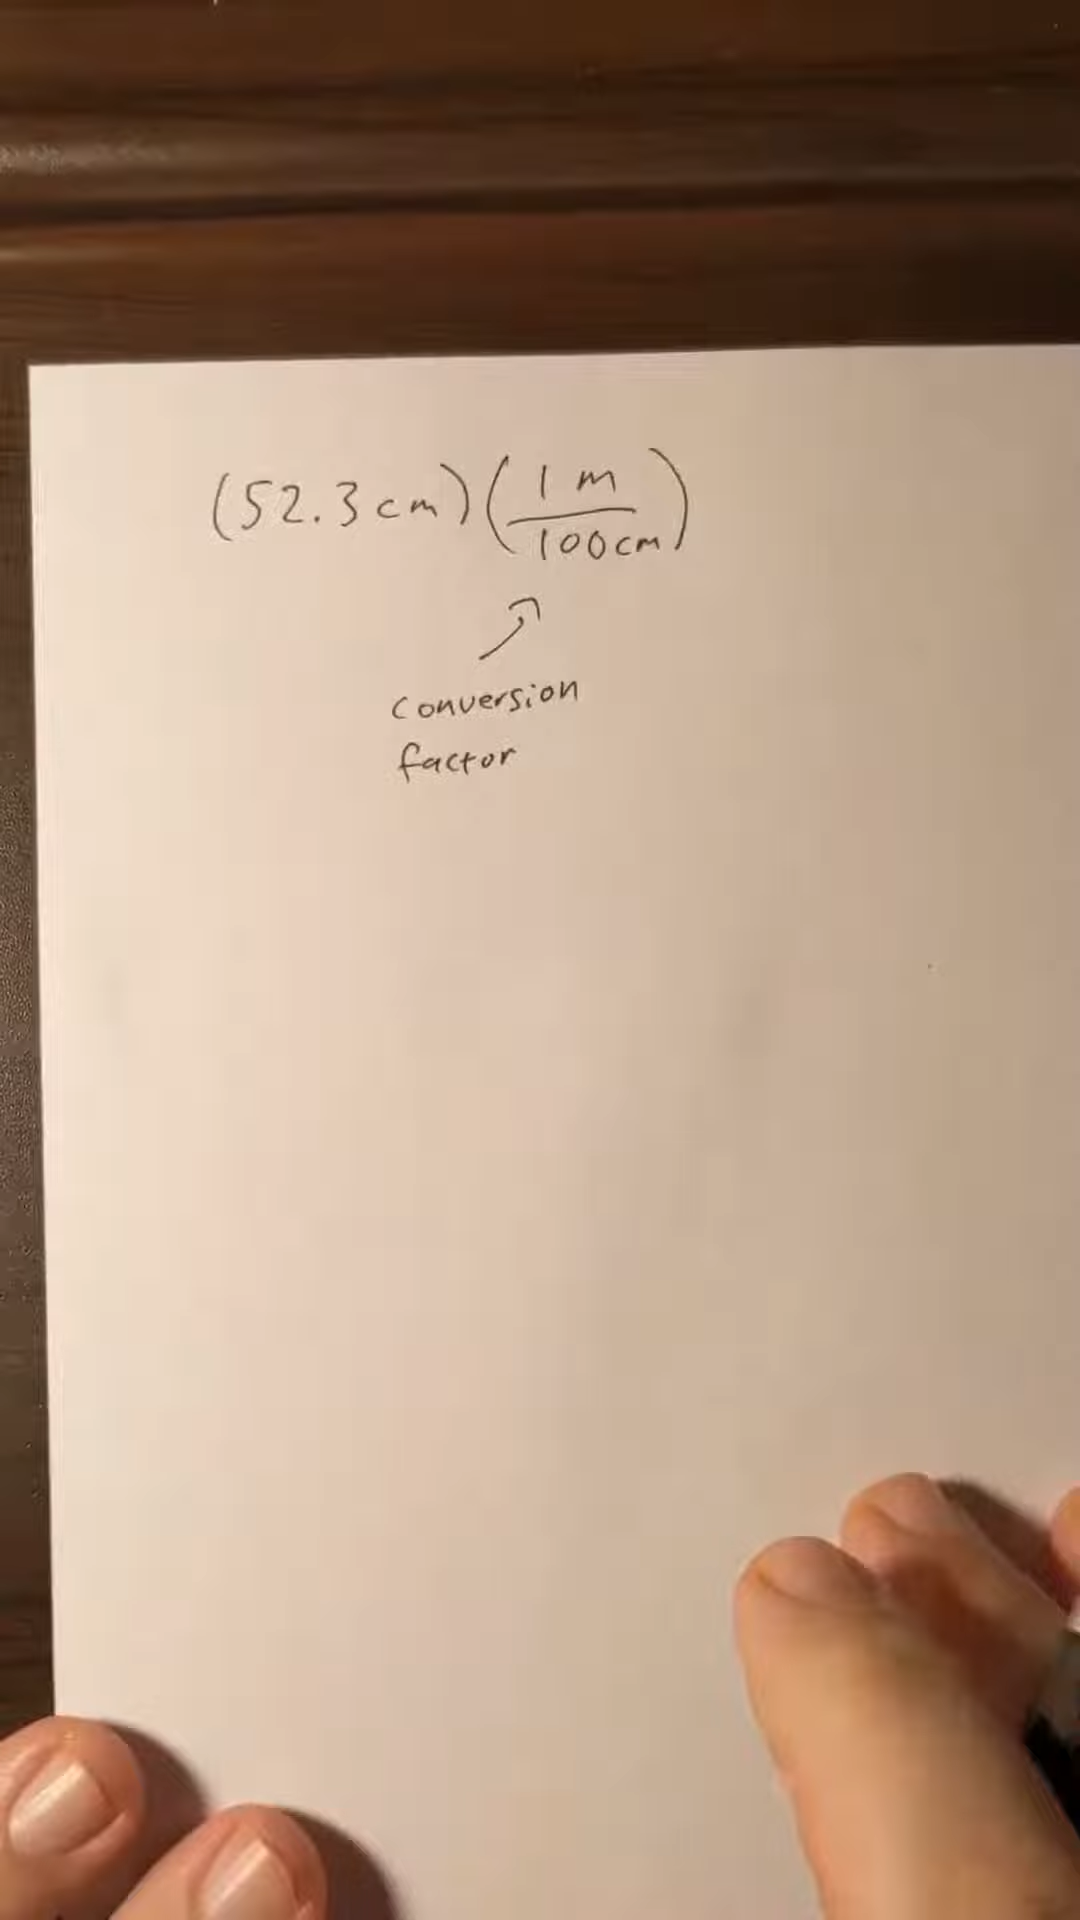 (52.3 cm) (1 m / 100 cm)
conversion
factor